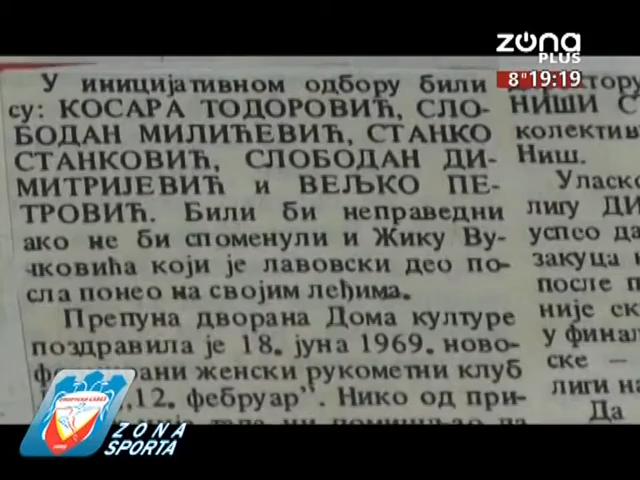 zona
PLUS
8° 19:19
У иницијативном одбору били
су: КОСАРА ТОДОРОВИЋ, СЛО-
БОДАН МИЛИЋЕВИЋ, СТАНКО
СТАНКОВИЋ, СЛОБОДАН ДИ-
МИТРИЈЕВИЋ и ВЕЉКО ПЕ-
ТРОВИЋ. Били би неправедни
ако не би споменули и Жику Ву-
чковића који је лавовски део по-
сла понео на својим леђима.
Препуна дворана Дома културе
поздравила је 18. јуна 1969. ново-
женски рукометни клуб
„12. фебруар”. Нико од при-
НИШИ С
колектив
Ниш.
Уласко
лигу ДИ
успео да
закуца
после п
није ск
у финал
ске —
лиги на
Да
ZONA
SPORTA